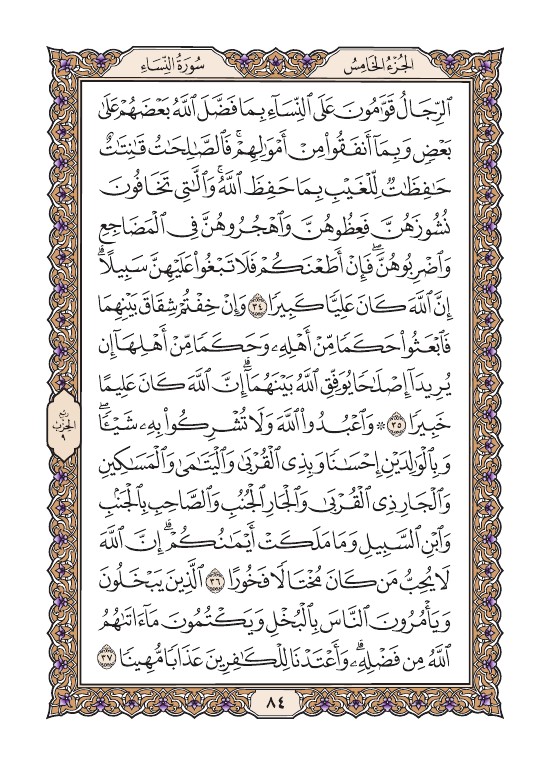 الجُزْءُ الخَامِسُ
سُورَةُ النِّسَاءِ
ٱلرِّجَالُ قَوَّٰمُونَ عَلَى ٱلنِّسَآءِ بِمَا فَضَّلَ ٱللَّهُ بَعْضَهُمْ عَلَىٰ
بَعْضٖ وَبِمَآ أَنفَقُواْ مِنْ أَمۡوَٰلِهِمۡۚ فَٱلصَّٰلِحَٰتُ قَٰنِتَٰتٌ
حَٰفِظَٰتٞ لِّلۡغَيۡبِ بِمَا حَفِظَ ٱللَّهُۚ وَٱلَّٰتِي تَخَافُونَ
نُشُوزَهُنَّ فَعِظُوهُنَّ وَٱهۡجُرُوهُنَّ فِي ٱلۡمَضَاجِعِ
وَٱضۡرِبُوهُنَّۖ فَإِنۡ أَطَعۡنَكُمۡ فَلَا تَبۡغُواْ عَلَيۡهِنَّ سَبِيلًاۗ
إِنَّ ٱللَّهَ كَانَ عَلِيّٗا كَبِيرٗا ٣٤ وَإِنۡ خِفۡتُمۡ شِقَاقَ بَيۡنِهِمَا
فَٱبۡعَثُواْ حَكَمٗا مِّنۡ أَهۡلِهِۦ وَحَكَمٗا مِّنۡ أَهۡلِهَآ إِن
يُرِيدَآ إِصۡلَٰحٗا يُوَفِّقِ ٱللَّهُ بَيۡنَهُمَآۗ إِنَّ ٱللَّهَ كَانَ عَلِيمًا
خَبِيرٗا ٣٥ ۞ وَٱعۡبُدُواْ ٱللَّهَ وَلَا تُشۡرِكُواْ بِهِۦ شَيۡـٔٗاۖ
وَبِٱلۡوَٰلِدَيۡنِ إِحۡسَٰنٗا وَبِذِي ٱلۡقُرۡبَىٰ وَٱلۡيَتَٰمَىٰ وَٱلۡمَسَٰكِينِ
وَٱلۡجَارِ ذِي ٱلۡقُرۡبَىٰ وَٱلۡجَارِ ٱلۡجُنُبِ وَٱلصَّاحِبِ بِٱلۡجَنۢبِ
وَٱبۡنِ ٱلسَّبِيلِ وَمَا مَلَكَتۡ أَيۡمَٰنُكُمۡۗ إِنَّ ٱللَّهَ
لَا يُحِبُّ مَن كَانَ مُخۡتَالٗا فَخُورًا ٣٦ ٱلَّذِينَ يَبۡخَلُونَ
وَيَأۡمُرُونَ ٱلنَّاسَ بِٱلۡبُخۡلِ وَيَكۡتُمُونَ مَآ ءَاتَىٰهُمُ
ٱللَّهُ مِن فَضۡلِهِۦۗ وَأَعۡتَدۡنَا لِلۡكَٰفِرِينَ عَذَابٗا مُّهِينٗا ٣٧
ربع
الحزب
٩
٨٤